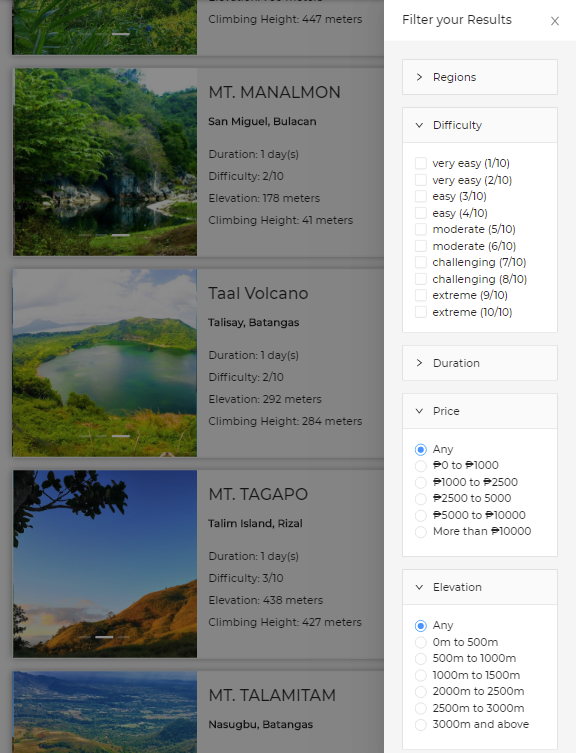 Climbing Height: 447 meters
MT. MANALMON
San Miguel, Bulacan
Duration: 1 day(s)
Difficulty: 2/10
Elevation: 178 meters
Climbing Height: 41 meters
Taal Volcano
Talisay, Batangas
Duration: 1 day(s)
Difficulty: 2/10
Elevation: 292 meters
Climbing Height: 284 meters
MT. TAGAPO
Talim Island, Rizal
Duration: 1 day(s)
Difficulty: 3/10
Elevation: 438 meters
Climbing Height: 427 meters
MT. TALAMITAM
Nasugbu, Batangas
Filter your Results
Regions
Difficulty
very easy (1/10)
very easy (2/10)
easy (3/10)
easy (4/10)
moderate (5/10)
moderate (6/10)
challenging (7/10)
challenging (8/10)
extreme (9/10)
extreme (10/10)
Duration
Price
Any
₱0 to ₱1000
₱1000 to ₱2500
₱2500 to 5000
₱5000 to ₱10000
More than ₱10000
Elevation
Any
0m to 500m
500m to 1000m
1000m to 1500m
2000m to 2500m
2500m to 3000m
3000m and above